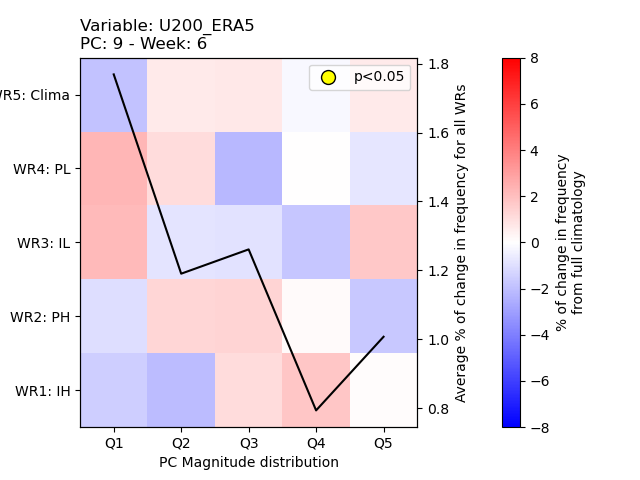 Variable: U200_ERA5
PC: 9 - Week: 6
p<0.05
WR5: Clima
WR4: PL
WR3: IL
WR2: PH
WR1: IH
Q1 Q2 Q3 Q4 Q5
PC Magnitude distribution
1.8
1.6
1.4
1.2
1.0
0.8
Average % of change in frequency for all WRs
8
6
4
2
0
−2
−4
−6
−8
% of change in frequency
from full climatology